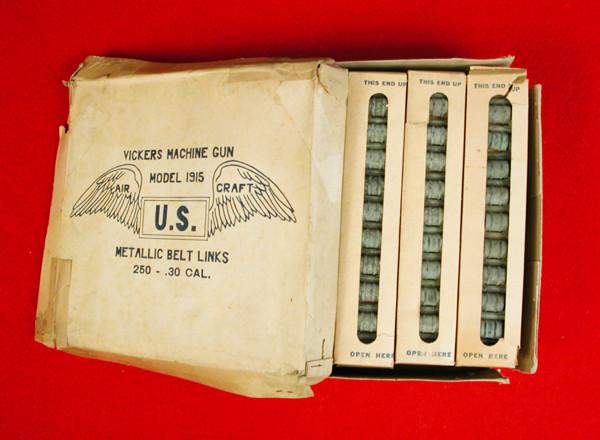 VICKERS MACHINE GUN
MODEL 1915
AIR CRAFT
U.S.
METALLIC BELT LINKS
250 - .30 CAL.
THIS END UP
THIS END UP
THIS END UP
OPEN HERE
OPEN HERE
OPEN HERE